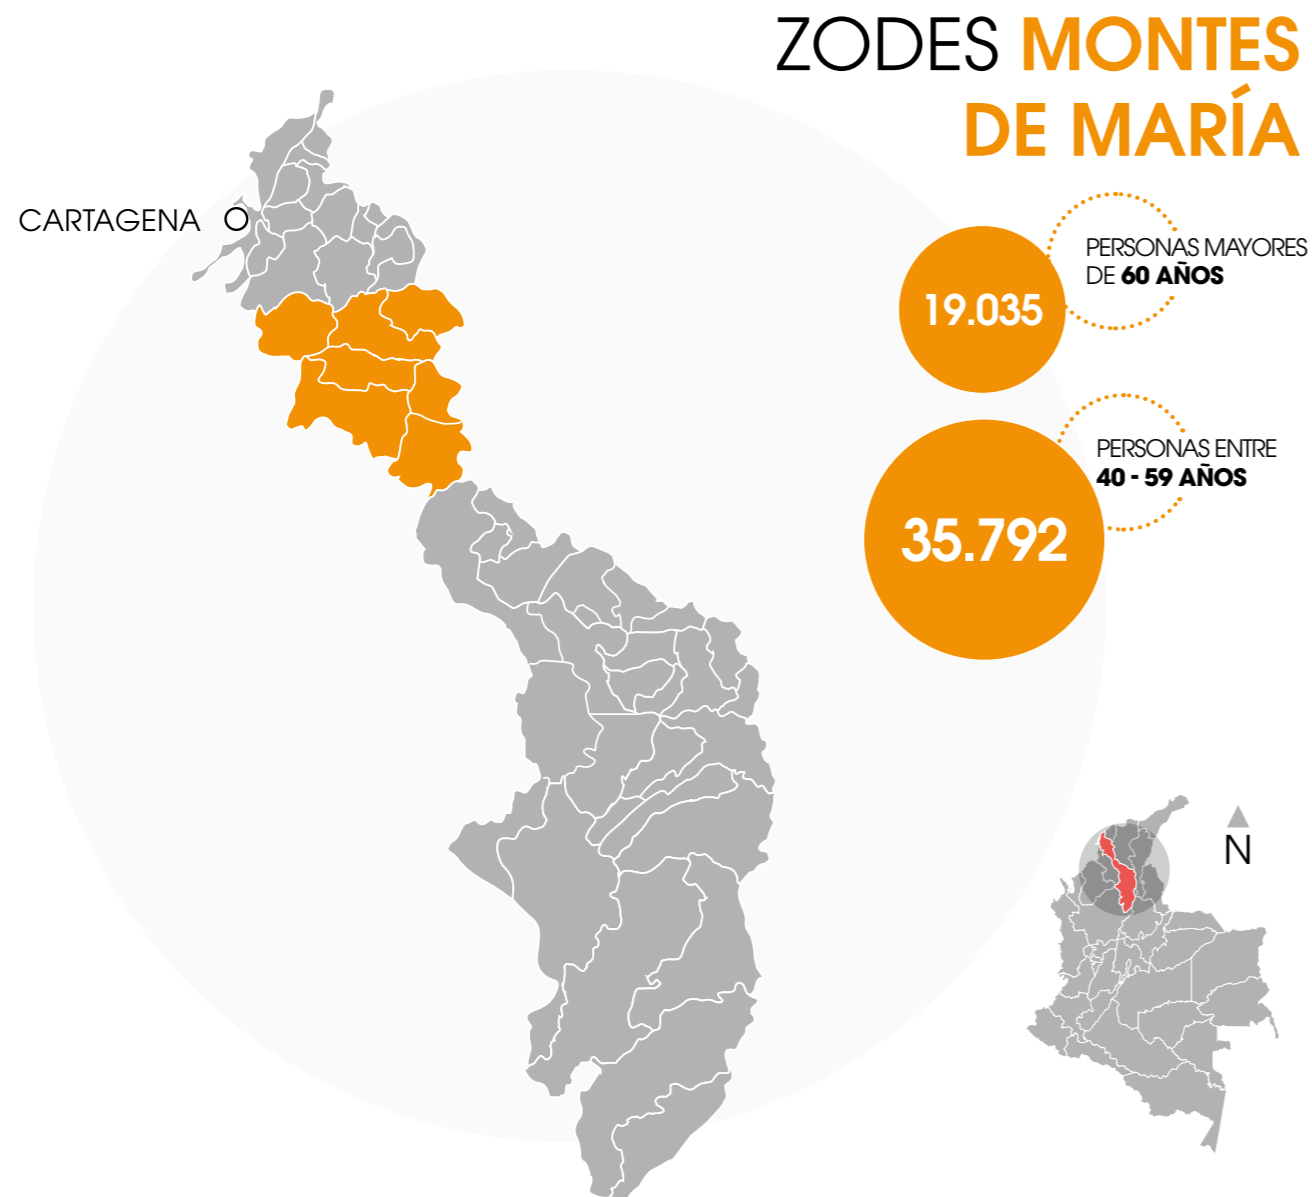 ZODES MONTES
DE MARÍA
CARTAGENA
19.035
PERSONAS MAYORES
DE 60 AÑOS
35.792
PERSONAS ENTRE
40 - 59 AÑOS
N